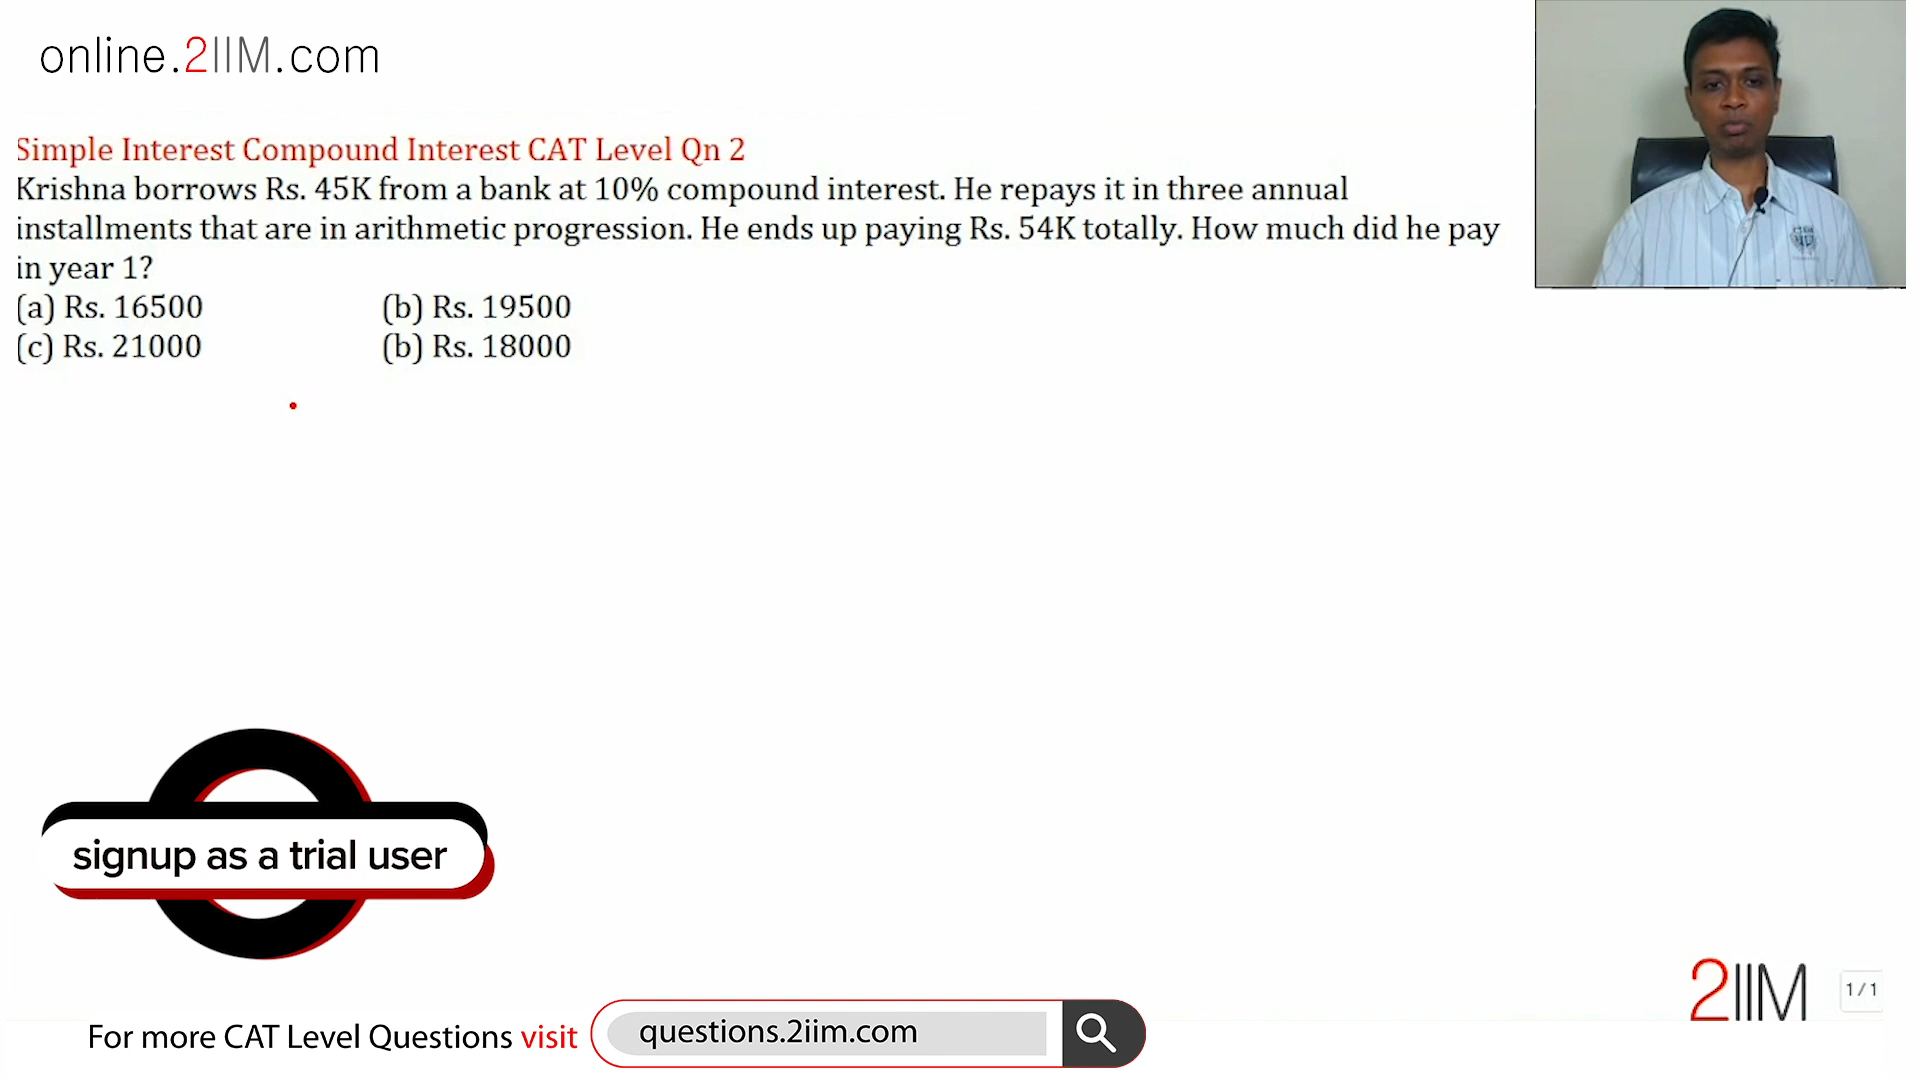 online.2IIM.com
Simple Interest Compound Interest CAT Level Qn 2
Krishna borrows Rs. 45K from a bank at 10% compound interest. He repays it in three annual
installments that are in arithmetic progression. He ends up paying Rs. 54K totally. How much did he pay
in year 1?
(a) Rs. 16500 (b) Rs. 19500
(c) Rs. 21000 (b) Rs. 18000
signup as a trial user
2IIM
1 / 1
For more CAT Level Questions visit questions.2iim.com